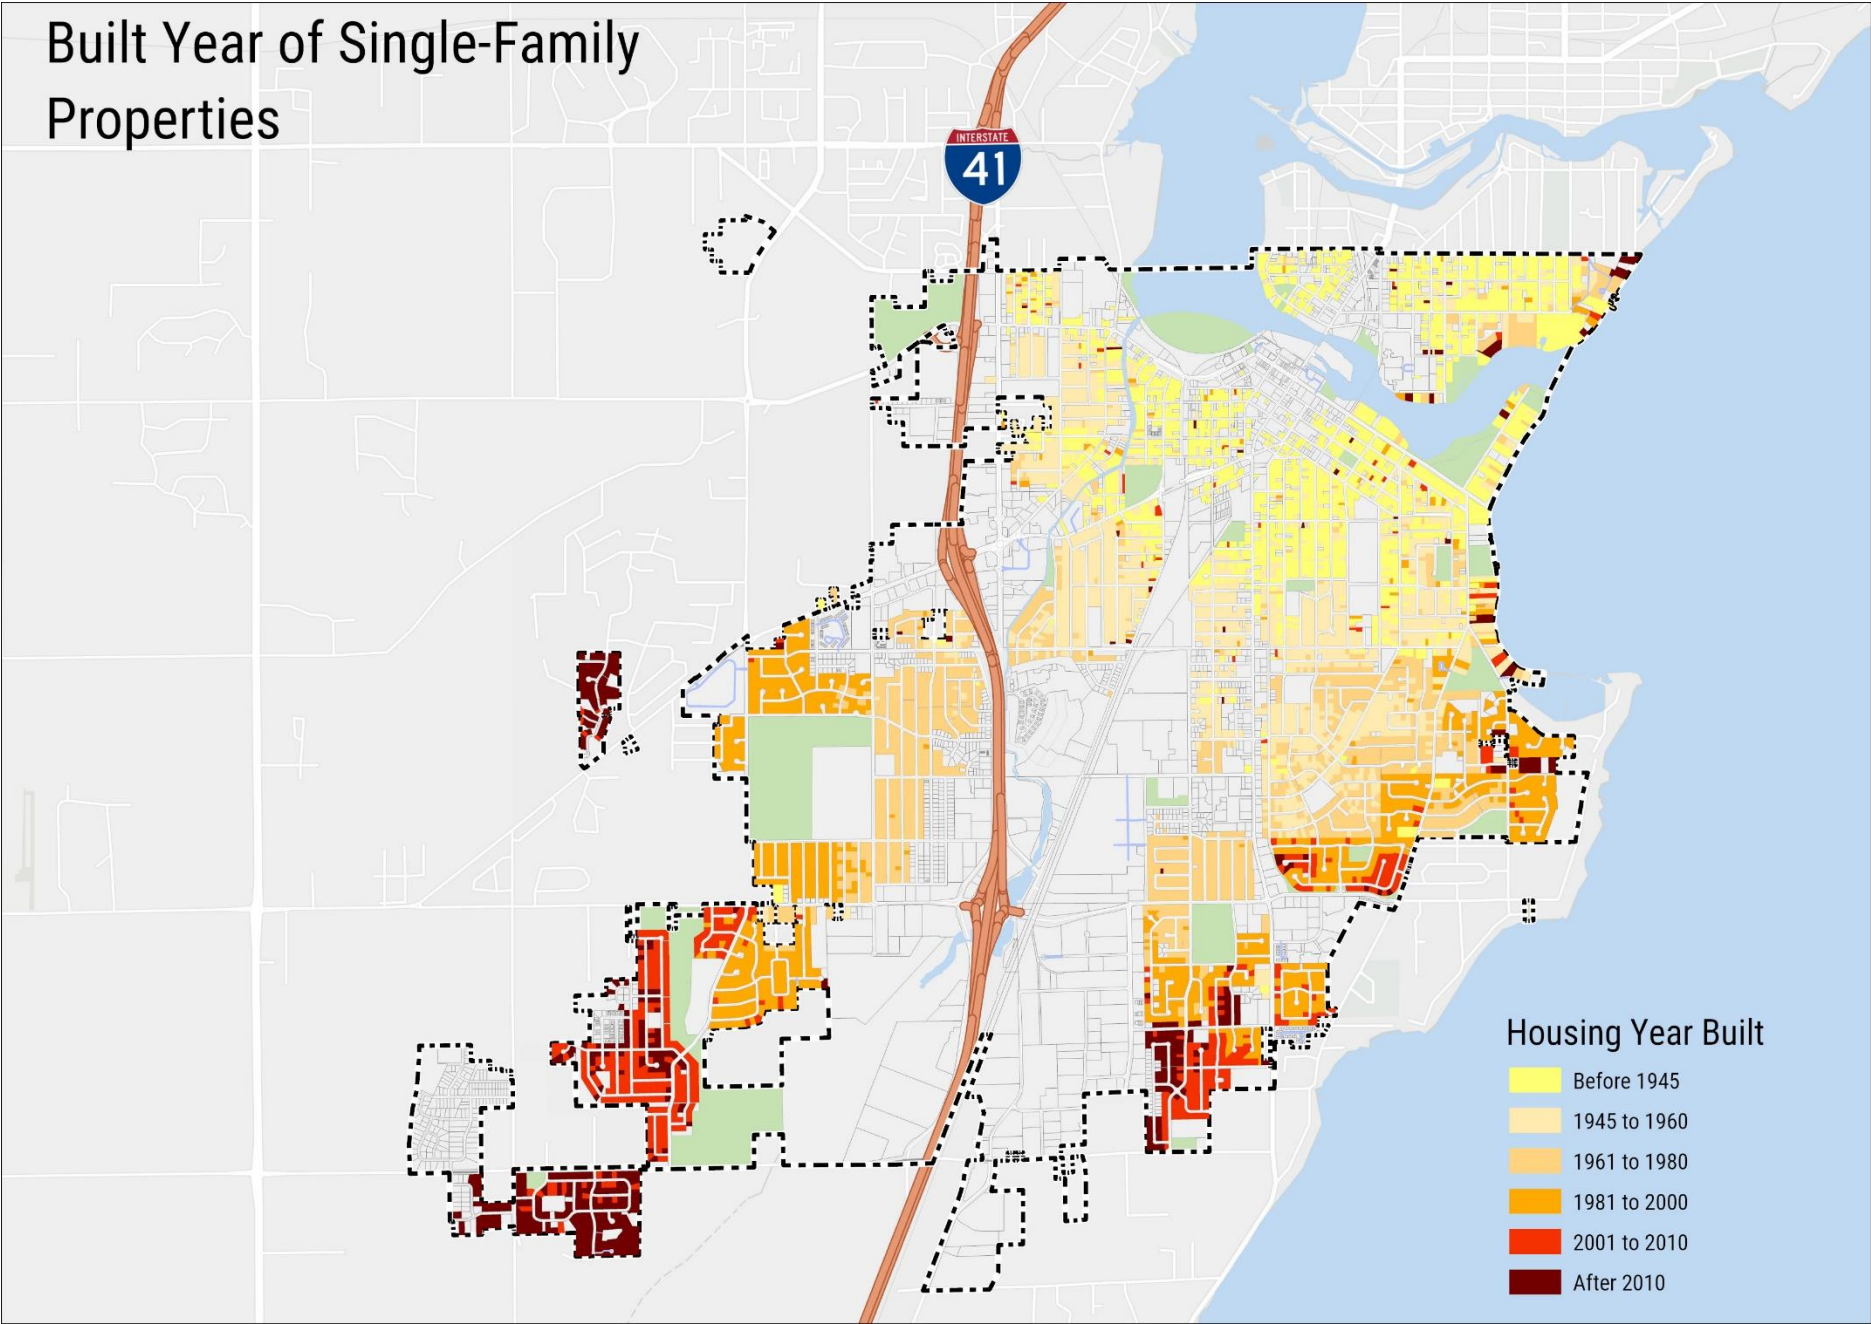 Built Year of Single-Family
Properties
INTERSTATE
41
Housing Year Built
Before 1945
1945 to 1960
1961 to 1980
1981 to 2000
2001 to 2010
After 2010